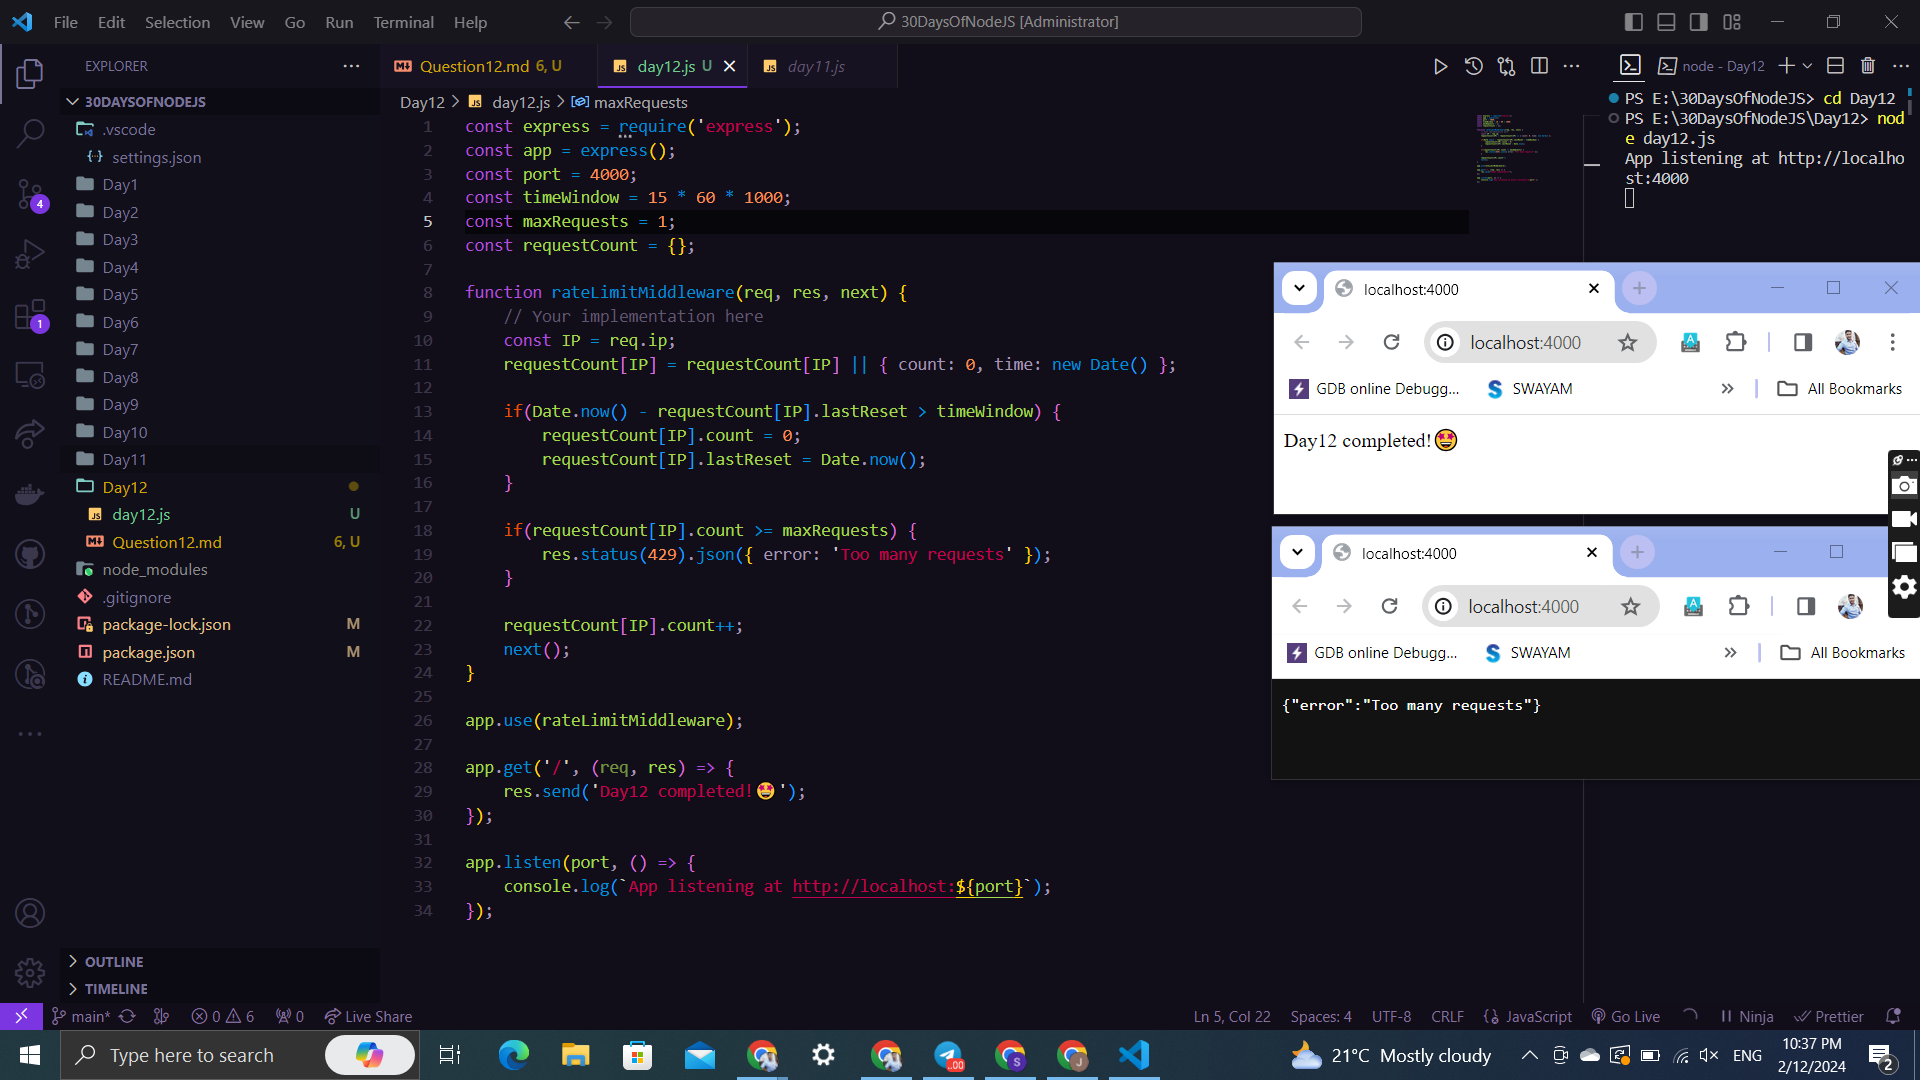 File Edit Selection View Go Run Terminal Help
30DaysOfNodeJS [Administrator]
EXPLORER
30DAYSOFNODEJS
.vscode
settings.json
Day1
Day2
Day3
Day4
Day5
Day6
Day7
Day8
Day9
Day10
Day11
Day12
day12.js U
Question12.md 6, U
node_modules
.gitignore
package-lock.json M
package.json M
README.md
OUTLINE
TIMELINE
4
1
Question12.md 6, U
day12.js U
day11.js
Day12 > day12.js > maxRequests
1 const express = require('express');
2 const app = express();
3 const port = 4000;
4 const timeWindow = 15 * 60 * 1000;
5 const maxRequests = 1;
6 const requestCount = {};
7
8 function rateLimitMiddleware(req, res, next) {
9 // Your implementation here
10 const IP = req.ip;
11 requestCount[IP] = requestCount[IP] || { count: 0, time: new Date() };
12
13 if(Date.now() - requestCount[IP].lastReset > timeWindow) {
14 requestCount[IP].count = 0;
15 requestCount[IP].lastReset = Date.now();
16 }
17
18 if(requestCount[IP].count >= maxRequests) {
19 res.status(429).json({ error: 'Too many requests' });
20 }
21
22 requestCount[IP].count++;
23 next();
24 }
25
26 app.use(rateLimitMiddleware);
27
28 app.get('/', (req, res) => {
29 res.send('Day12 completed!🤩');
30 });
31
32 app.listen(port, () => {
33 console.log(`App listening at http://localhost:${port}`);
34 });
node - Day12
PS E:\30DaysOfNodeJS> cd Day12
PS E:\30DaysOfNodeJS\Day12> nod
e day12.js
App listening at http://localho
st:4000
localhost:4000
localhost:4000
GDB online Debugg... SWAYAM » All Bookmarks
Day12 completed!🤩
localhost:4000
localhost:4000
GDB online Debugg... SWAYAM » All Bookmarks
{"error":"Too many requests"}
main* 0 6 0 Live Share
Ln 5, Col 22 Spaces: 4 UTF-8 CRLF JavaScript Go Live Ninja Prettier
Type here to search
21°C Mostly cloudy
ENG
10:37 PM
2/12/2024
2